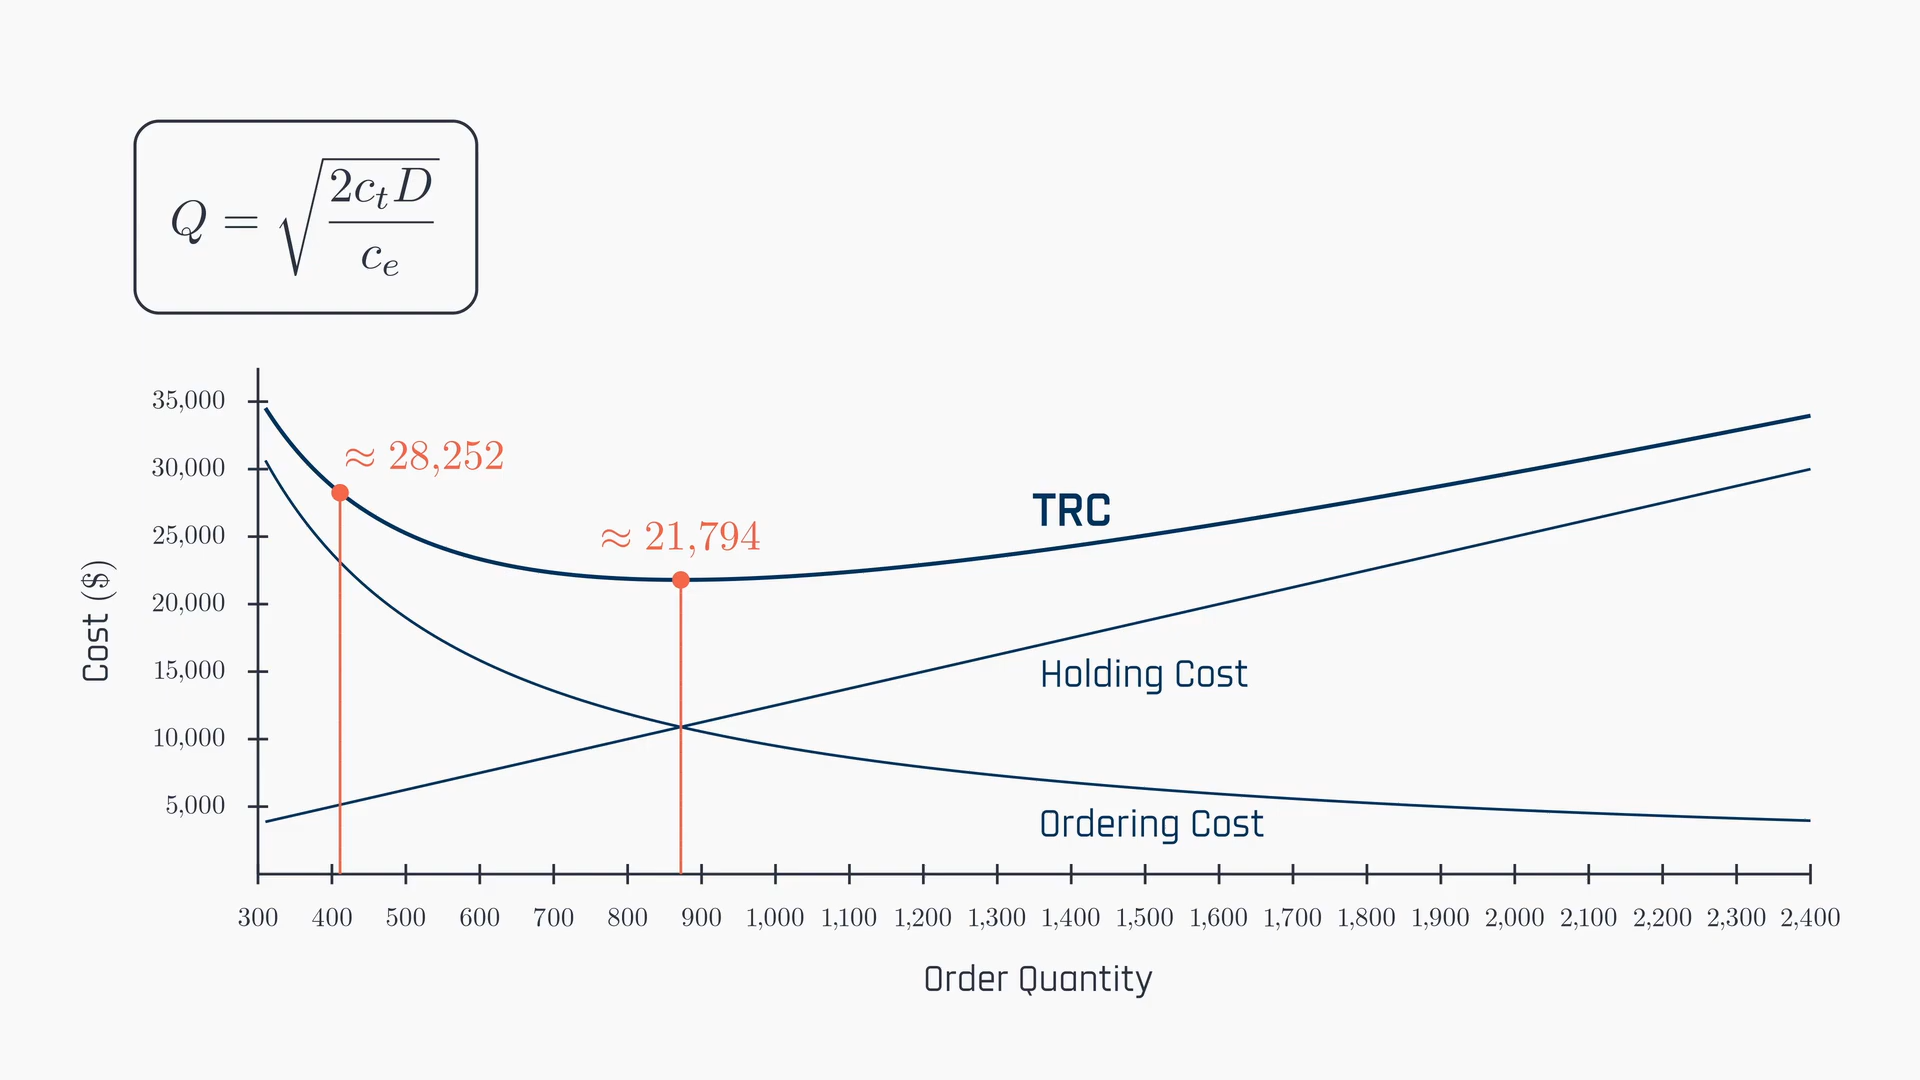 Q = √(2c_t D / c_e)
35,000
30,000
25,000
20,000
15,000
10,000
5,000
Cost ($)
≈ 28,252
≈ 21,794
TRC
Holding Cost
Ordering Cost
300 400 500 600 700 800 900 1,000 1,100 1,200 1,300 1,400 1,500 1,600 1,700 1,800 1,900 2,000 2,100 2,200 2,300 2,400
Order Quantity